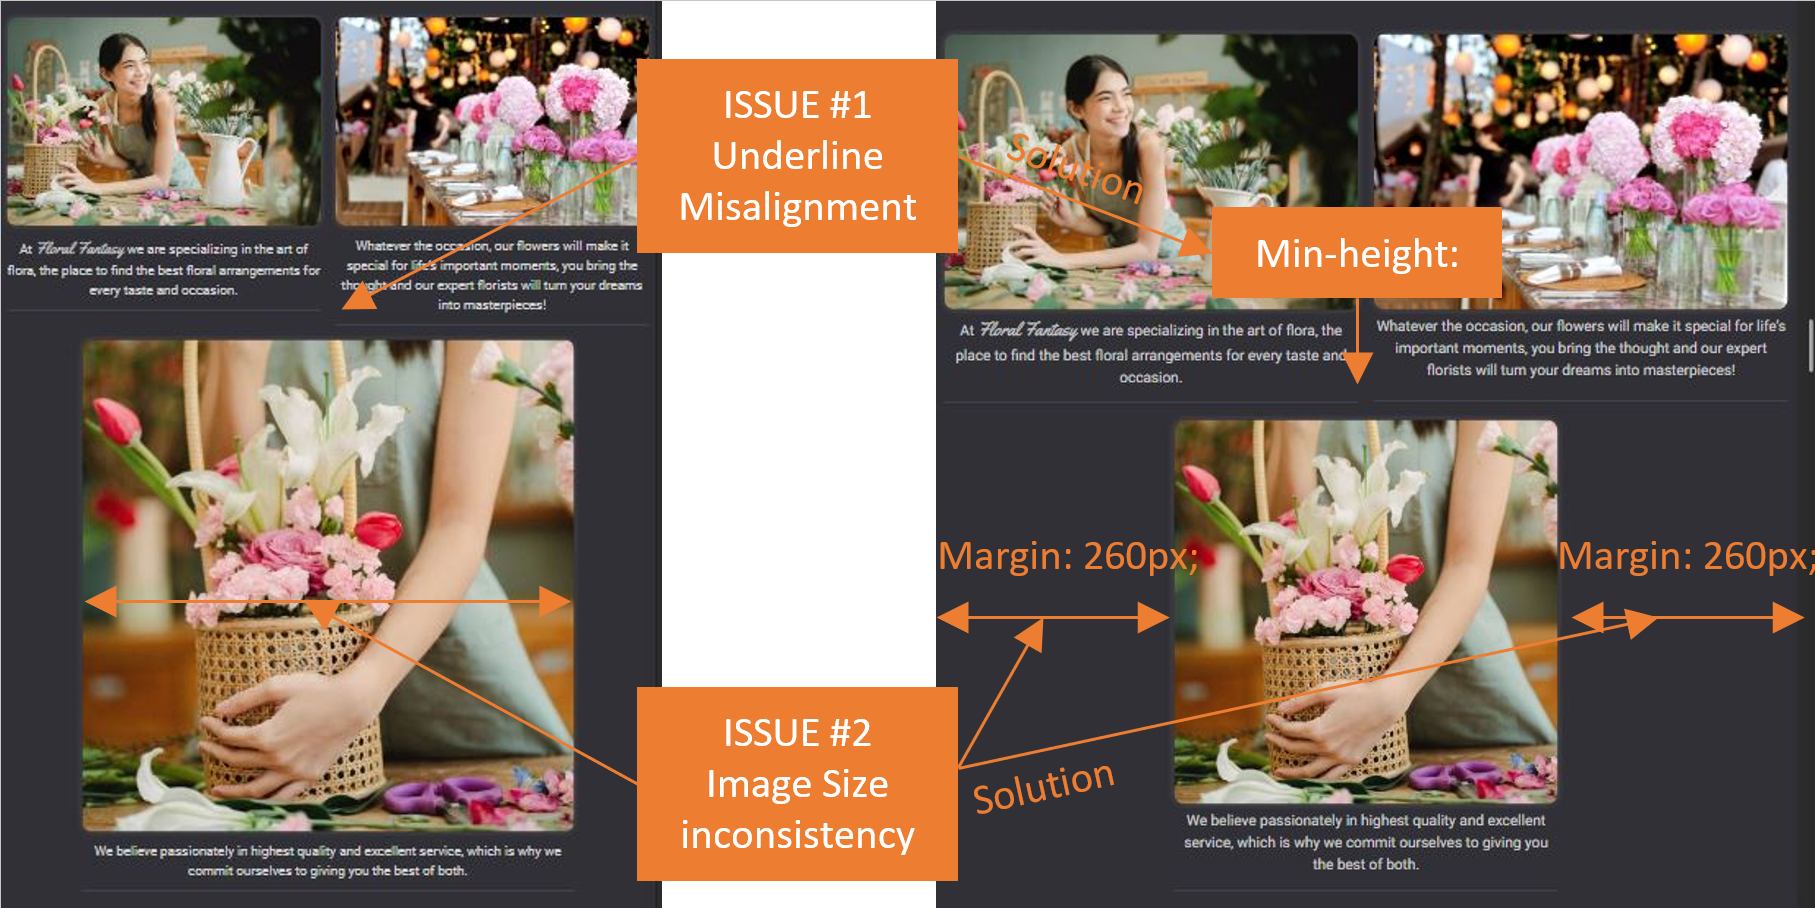 At Floral Fantasy we are specializing in the art of
flora, the place to find the best floral arrangements for
every taste and occasion.
Whatever the occasion, our flowers will make it
special for life's important moments, you bring the
thought and our expert florists will turn your dreams
into masterpieces!
We believe passionately in highest quality and excellent service, which is why we
commit ourselves to giving you the best of both.
ISSUE #1
Underline
Misalignment
ISSUE #2
Image Size
inconsistency
Solution
Min-height:
At Floral Fantasy we are specializing in the art of flora, the
place to find the best floral arrangements for every taste and
occasion.
Whatever the occasion, our flowers will make it special for life's
important moments, you bring the thought and our expert
florists will turn your dreams into masterpieces!
Margin: 260px;
Margin: 260px;
Solution
We believe passionately in highest quality and excellent
service, which is why we commit ourselves to giving you
the best of both.